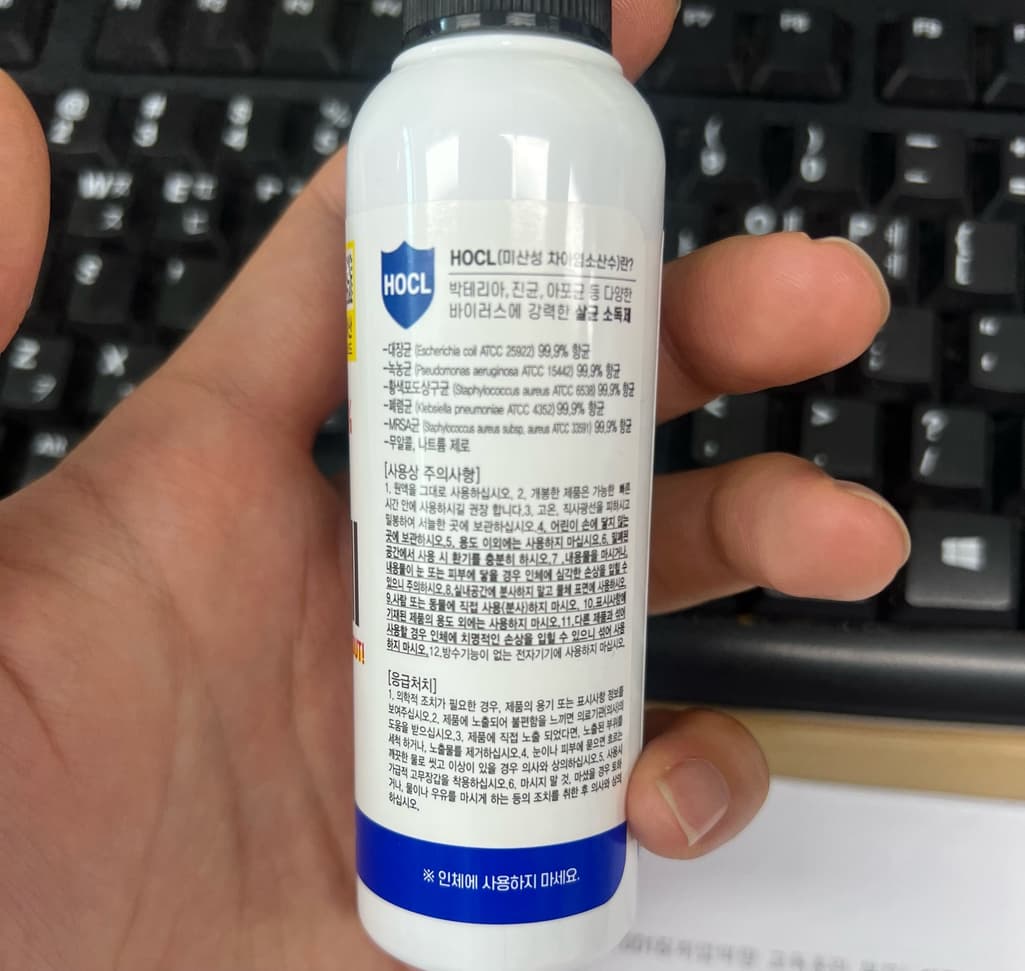 HOCL
HOCL(미산성 차아염소산수)란?
박테리아, 진균, 아포균 등 다양한
바이러스에 강력한 살균 소독제
-대장균 (Escherichia coil ATCC 25922) 99,9% 항균
-녹농균 (Pseudomonas aeruginosa ATCC 15442) 99,9% 항균
-황색포도상구균 (Staphylococcus aureus ATCC 6538) 99,9% 항균
-폐렴균 (Klebsiella pneumoniae ATCC 4352) 99,9% 항균
-MRSA균 (Staphylococcus aureus subsp, aureus ATCC 33591) 99,9% 항균
-무알콜, 나트륨 제로
[사용상 주의사항]
1, 원액을 그대로 사용하십시오, 2, 개봉한 제품은 가능한 빠른
시간 안에 사용하시길 권장 합니다.3, 고온, 직사광선을 피하시고
밀봉하여 서늘한 곳에 보관하십시오.4, 어린이 손에 닿지 않는
곳에 보관하십시오.5, 용도 이외에는 사용하지 마십시오.6, 밀폐된
공간에서 사용 시 환기를 충분히 하시오.7 ,내용물을 마시거나,
내용물이 눈 또는 피부에 닿을 경우 인체에 심각한 손상을 입힐 수
있으니 주의하시오.8.실내공간에 분사하지 말고 물체 표면에 사용하시오.
9.사람 또는 동물에 직접 사용(분사)하지 마시오, 10.표시사항에
기재된 제품의 용도 외에는 사용하지 마시오.11.다른 제품과 섞어
사용할 경우 인체에 치명적인 손상을 입힐 수 있으니 섞어 사용
하지 마시오.12.방수기능이 없는 전자기기에 사용하지 마십시오.
[응급처치]
1, 의학적 조치가 필요한 경우, 제품의 용기 또는 표시사항 정보를
보여주십시오.2, 제품에 노출되어 불편함을 느끼면 의료기관(의사)의
도움을 받으십시오.3, 제품에 직접 노출 되었다면, 노출된 부위를
세척 하거나, 노출물을 제거하십시오.4, 눈이나 피부에 묻으면 흐르는
깨끗한 물로 씻고 이상이 있을 경우 의사와 상의하십시오.5, 사용시
가급적 고무장갑을 착용하십시오.6, 마시지 말 것, 마셨을 경우 토하
거나, 물이나 우유를 마시게 하는 등의 조치를 취한 후 의사와 상의
하십시오,
※ 인체에 사용하지 마세요.